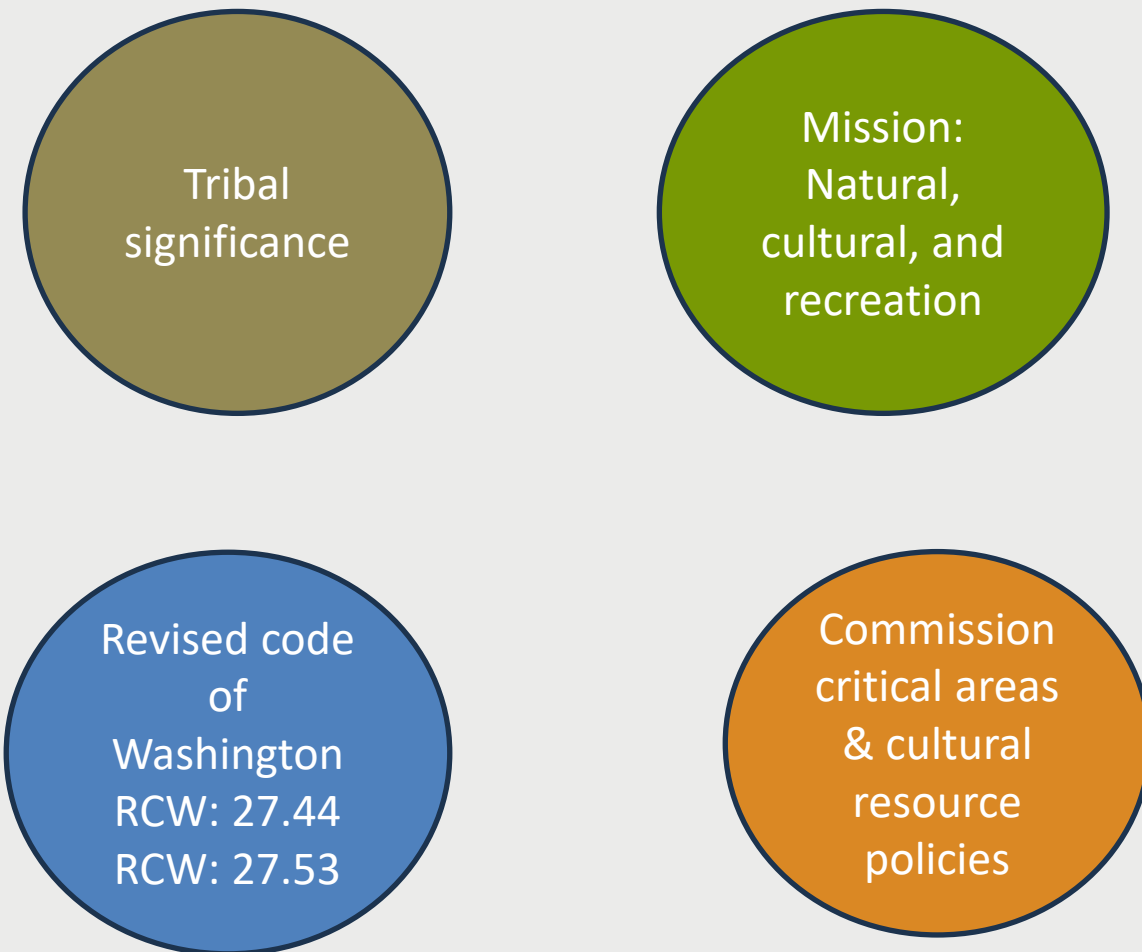 Tribal
significance
Mission:
Natural,
cultural, and
recreation
Revised code
of
Washington
RCW: 27.44
RCW: 27.53
Commission
critical areas
& cultural
resource
policies